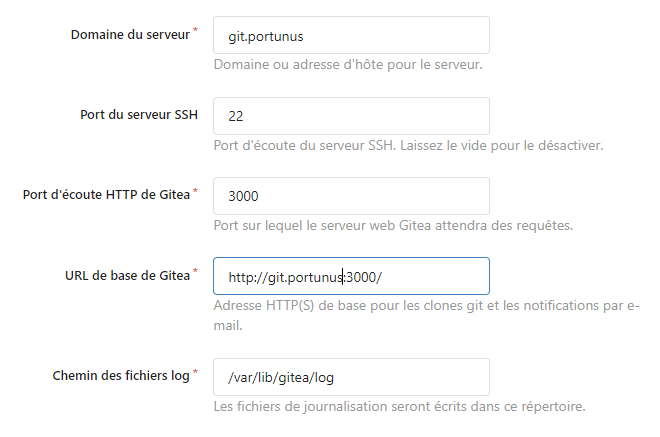 Domaine du serveur *
git.portunus
Domaine ou adresse d'hôte pour le serveur.
Port du serveur SSH
22
Port d'écoute du serveur SSH. Laissez le vide pour le désactiver.
Port d'écoute HTTP de Gitea *
3000
Port sur lequel le serveur web Gitea attendra des requêtes.
URL de base de Gitea *
http://git.portunus:3000/
Adresse HTTP(S) de base pour les clones git et les notifications par e-
mail.
Chemin des fichiers log *
/var/lib/gitea/log
Les fichiers de journalisation seront écrits dans ce répertoire.